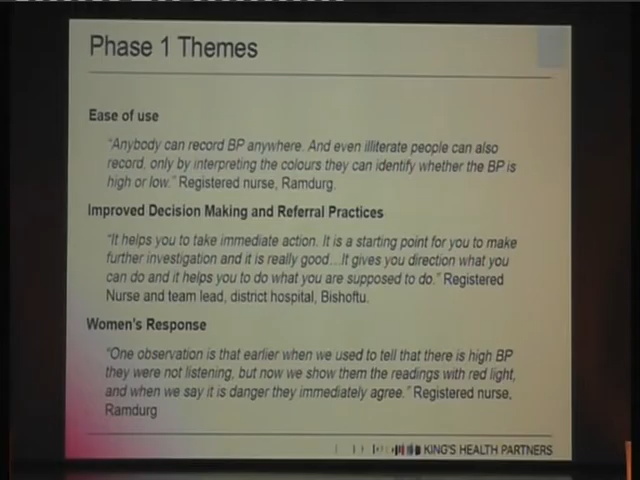 Phase 1 Themes
Ease of use
"Anybody can record BP anywhere. And even illiterate people can also
record, only by interpreting the colours they can identify whether the BP is
high or low." Registered nurse, Ramdurg.
Improved Decision Making and Referral Practices
"It helps you to take immediate action. It is a starting point for you to make
further investigation and it is really good...It gives you direction what you
can do and it helps you to do what you are supposed to do." Registered
Nurse and team lead, district hospital, Bishoftu.
Women's Response
"One observation is that earlier when we used to tell that there is high BP
they were not listening, but now we show them the readings with red light,
and when we say it is danger they immediately agree." Registered nurse,
Ramdurg
KING'S HEALTH PARTNERS